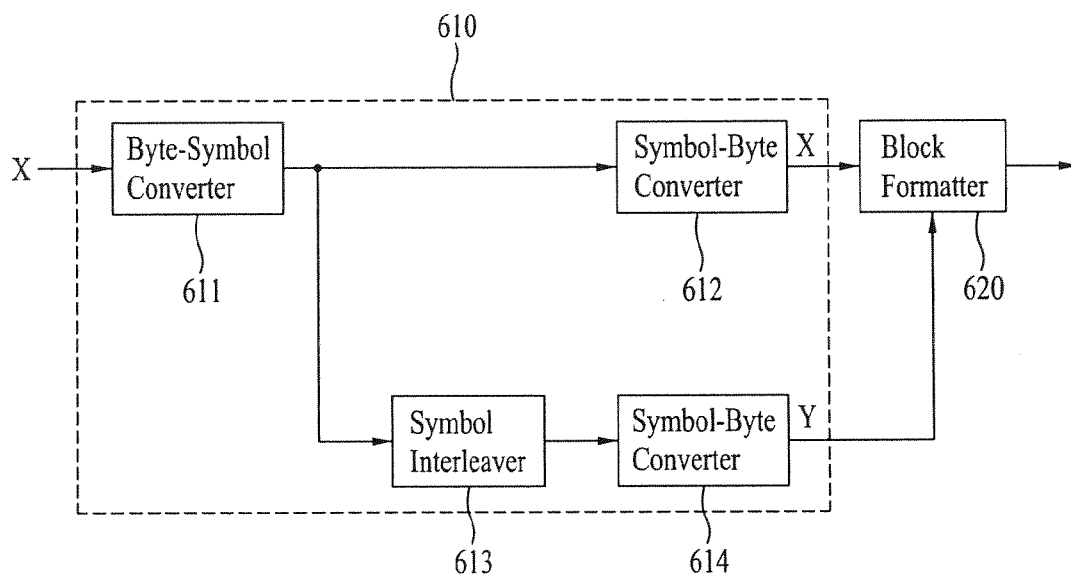 610
X
Byte-Symbol
Converter
611
Symbol-Byte
Converter
612
X
Block
Formatter
620
Symbol
Interleaver
613
Symbol-Byte
Converter
614
Y